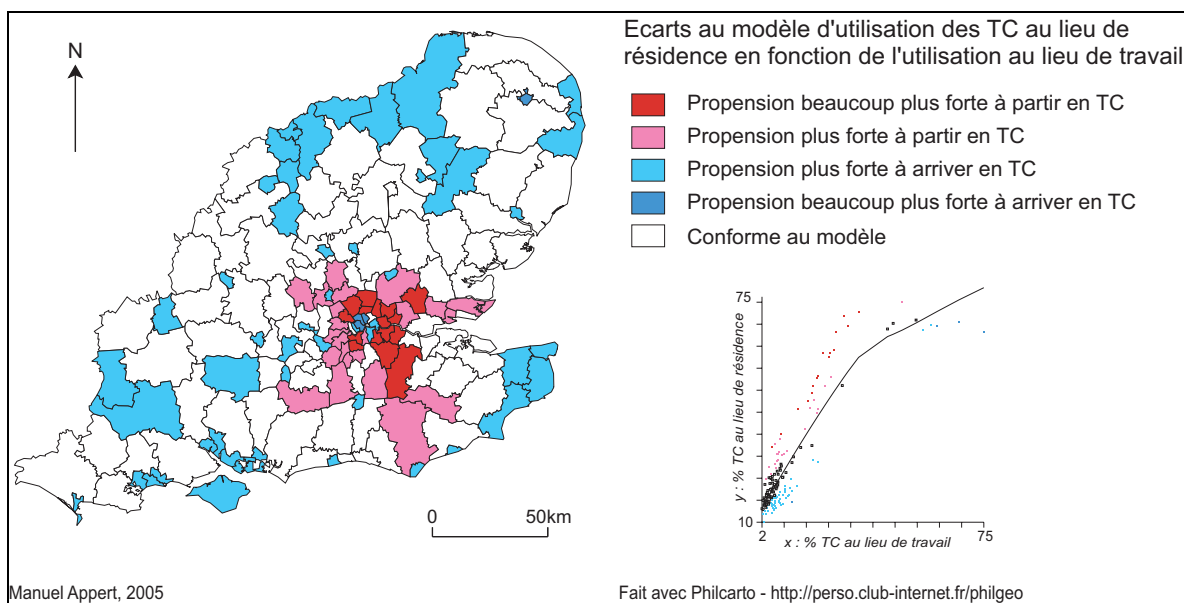 Ecarts au modèle d'utilisation des TC au lieu de
résidence en fonction de l'utilisation au lieu de travail
N
Propension beaucoup plus forte à partir en TC
Propension plus forte à partir en TC
Propension plus forte à arriver en TC
Propension beaucoup plus forte à arriver en TC
Conforme au modèle
75
y : % TC au lieu de résidence
10
2
x : % TC au lieu de travail
75
0
50km
Manuel Appert, 2005
Fait avec Philcarto - http://perso.club-internet.fr/philgeo